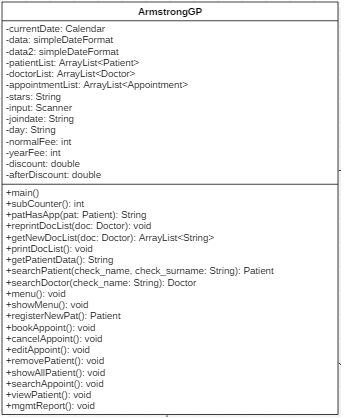 ArmstrongGP
-currentDate: Calendar
-data: simpleDateFormat
-data2: simpleDateFormat
-patientList: ArrayList<Patient>
-doctorList: ArrayList<Doctor>
-appointmentList: ArrayList<Appointment>
-stars: String
-input: Scanner
-joindate: String
-day: String
-normalFee: int
-yearFee: int
-discount: double
-afterDiscount: double
+main()
+subCounter(): int
+patHasApp(pat: Patient): String
+reprintDocList(doc: Doctor): void
+getNewDocList(doc: Doctor): ArrayList<String>
+printDocList(): void
+getPatientData(): String
+searchPatient(check_name, check_surname: String): Patient
+searchDoctor(check_name: String): Doctor
+menu(): void
+showMenu(): void
+registerNewPat(): Patient
+bookAppoint(): void
+cancelAppoint(): void
+editAppoint(): void
+removePatient(): void
+showAllPatient(): void
+searchAppoint(): void
+viewPatient(): void
+mgmtReport(): void